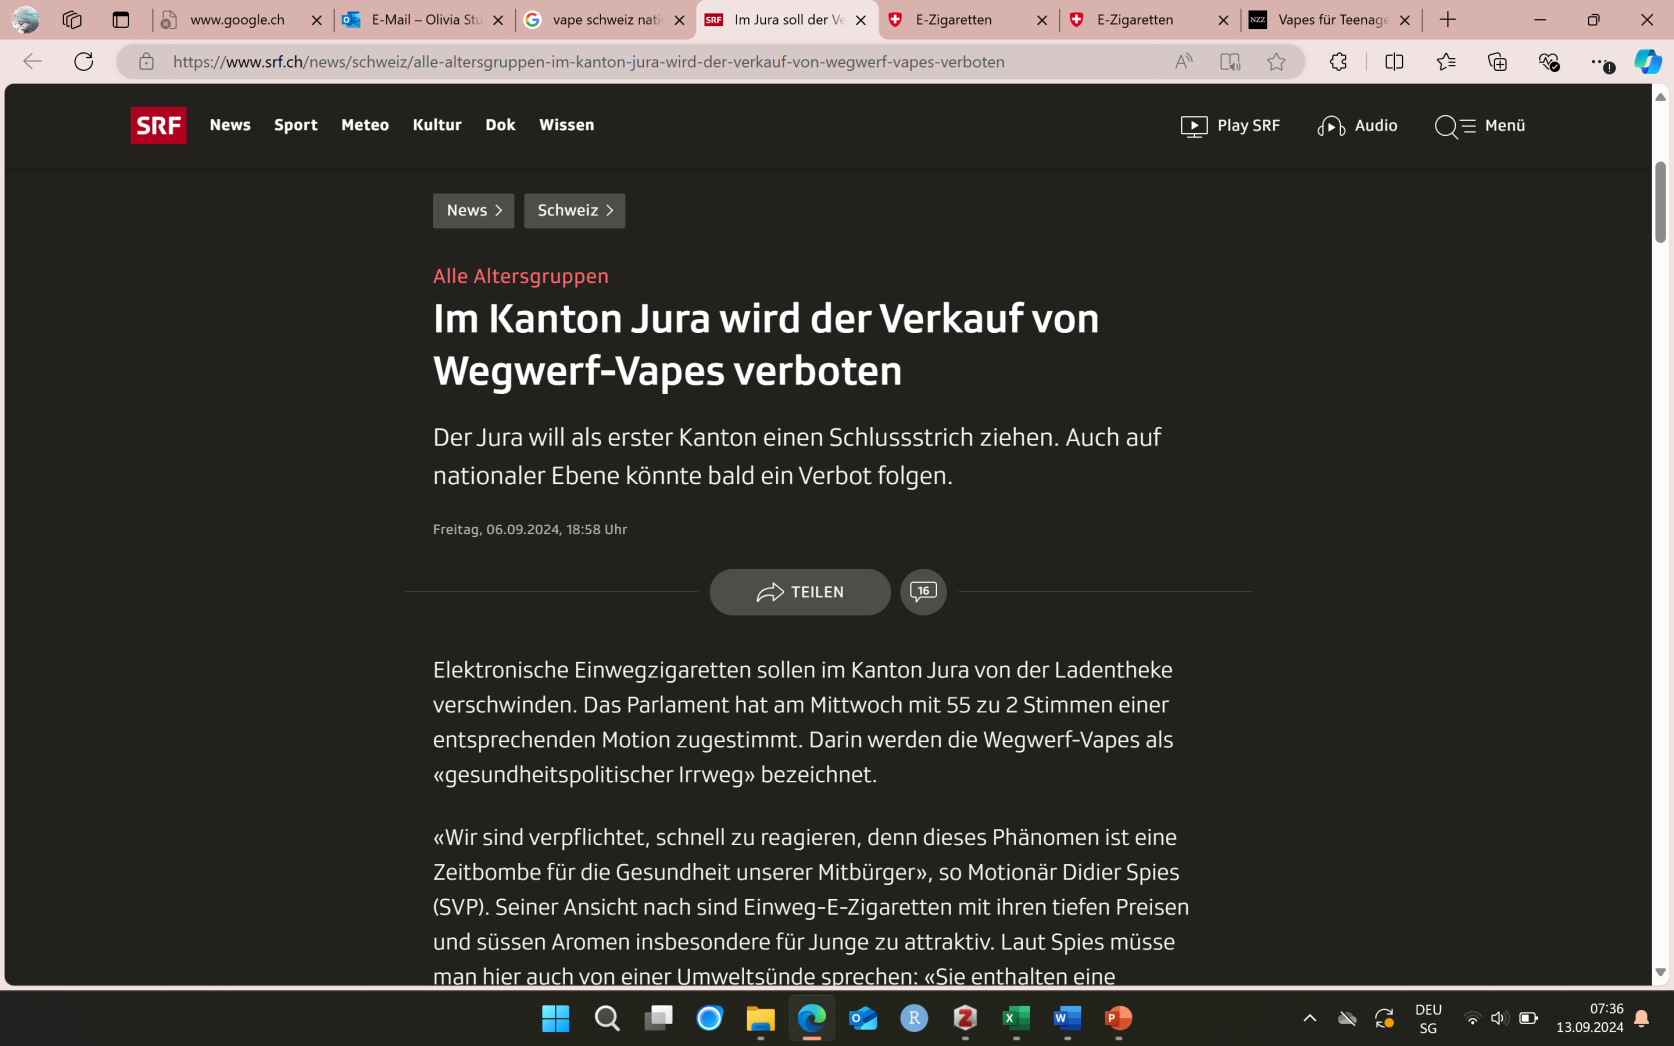 www.google.ch
E-Mail – Olivia Stu
vape schweiz nati
SRF
Im Jura soll der Ve
E-Zigaretten
E-Zigaretten
NZZ
Vapes für Teenage
https://www.srf.ch/news/schweiz/alle-altersgruppen-im-kanton-jura-wird-der-verkauf-von-wegwerf-vapes-verboten
SRF News Sport Meteo Kultur Dok Wissen Play SRF Audio Menü
News Schweiz
Alle Altersgruppen
Im Kanton Jura wird der Verkauf von
Wegwerf-Vapes verboten
Der Jura will als erster Kanton einen Schlussstrich ziehen. Auch auf
nationaler Ebene könnte bald ein Verbot folgen.
Freitag, 06.09.2024, 18:58 Uhr
TEILEN 16
Elektronische Einwegzigaretten sollen im Kanton Jura von der Ladentheke
verschwinden. Das Parlament hat am Mittwoch mit 55 zu 2 Stimmen einer
entsprechenden Motion zugestimmt. Darin werden die Wegwerf-Vapes als
«gesundheitspolitischer Irrweg» bezeichnet.
«Wir sind verpflichtet, schnell zu reagieren, denn dieses Phänomen ist eine
Zeitbombe für die Gesundheit unserer Mitbürger», so Motionär Didier Spies
(SVP). Seiner Ansicht nach sind Einweg-E-Zigaretten mit ihren tiefen Preisen
und süssen Aromen insbesondere für Junge zu attraktiv. Laut Spies müsse
man hier auch von einer Umweltsünde sprechen: «Sie enthalten eine
DEU
SG
07:36
13.09.2024